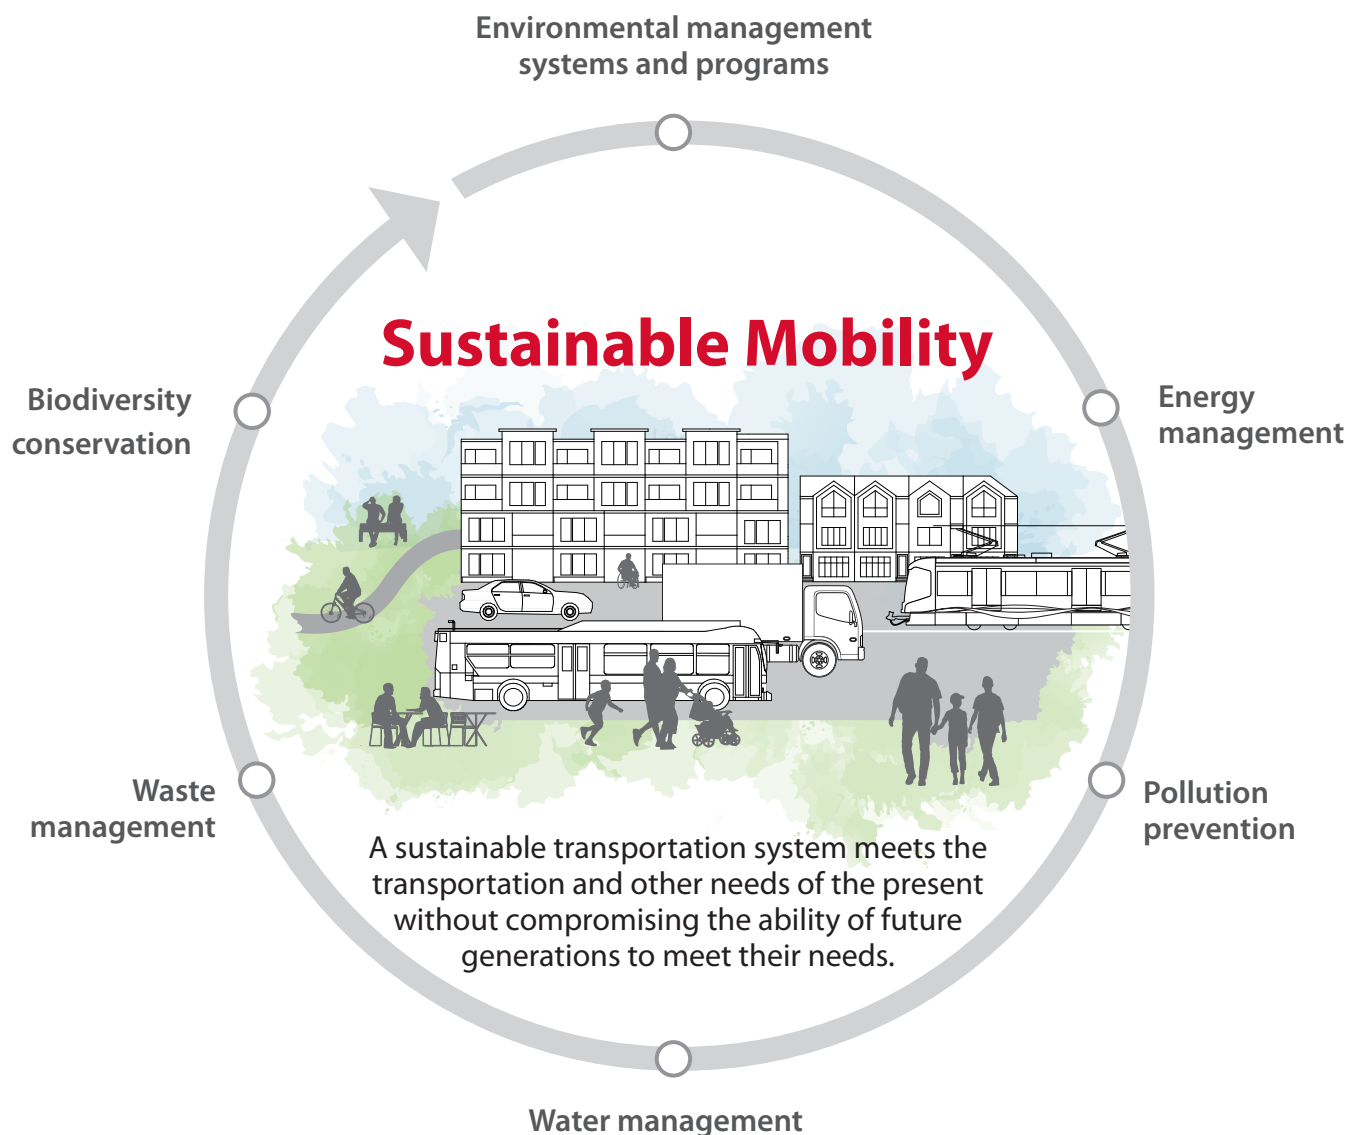 Environmental management
systems and programs
Sustainable Mobility
Energy
management
Pollution
prevention
Water management
Waste
management
Biodiversity
conservation
A sustainable transportation system meets the
transportation and other needs of the present
without compromising the ability of future
generations to meet their needs.